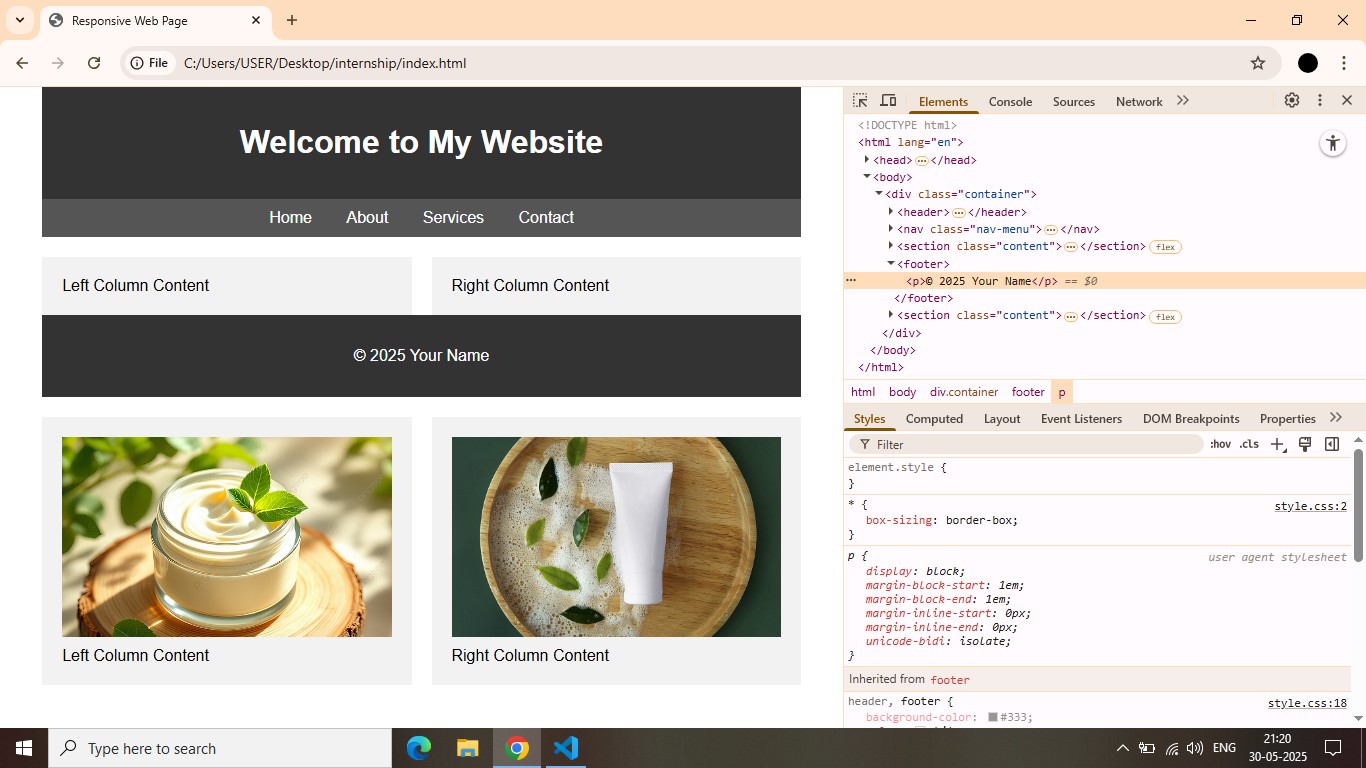 Responsive Web Page
File C:/Users/USER/Desktop/internship/index.html
Welcome to My Website
Home About Services Contact
Left Column Content Right Column Content
© 2025 Your Name
Left Column Content Right Column Content
Elements Console Sources Network
<!DOCTYPE html>
<html lang="en">
<head> ⋯ </head>
<body>
<div class="container">
<header> ⋯ </header>
<nav class="nav-menu"> ⋯ </nav>
<section class="content"> ⋯ </section> flex
<footer>
⋯ <p>© 2025 Your Name</p> == $0
</footer>
<section class="content"> ⋯ </section> flex
</div>
</body>
</html>
html body div.container footer p
Styles Computed Layout Event Listeners DOM Breakpoints Properties
Filter :hov .cls
element.style {
}
* { style.css:2
box-sizing: border-box;
}
p { user agent stylesheet
display: block;
margin-block-start: 1em;
margin-block-end: 1em;
margin-inline-start: 0px;
margin-inline-end: 0px;
unicode-bidi: isolate;
}
Inherited from footer
header, footer { style.css:18
background-color: #333;
Type here to search
ENG
21:20
30-05-2025